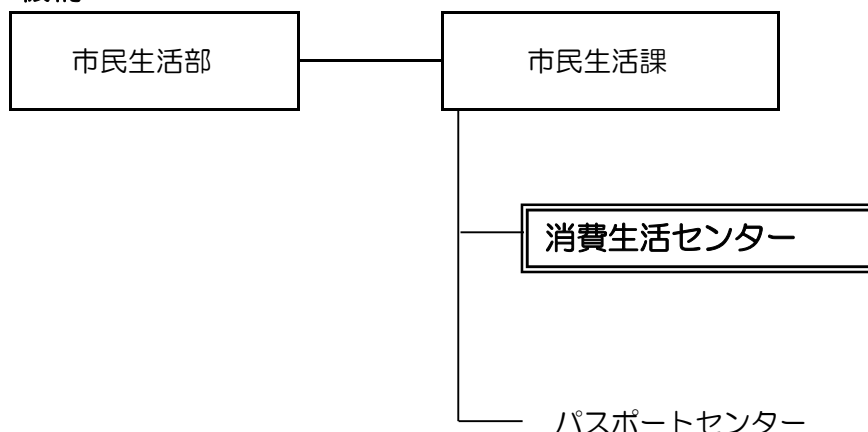 市民生活部
市民生活課
消費生活センター
パスポートセンター